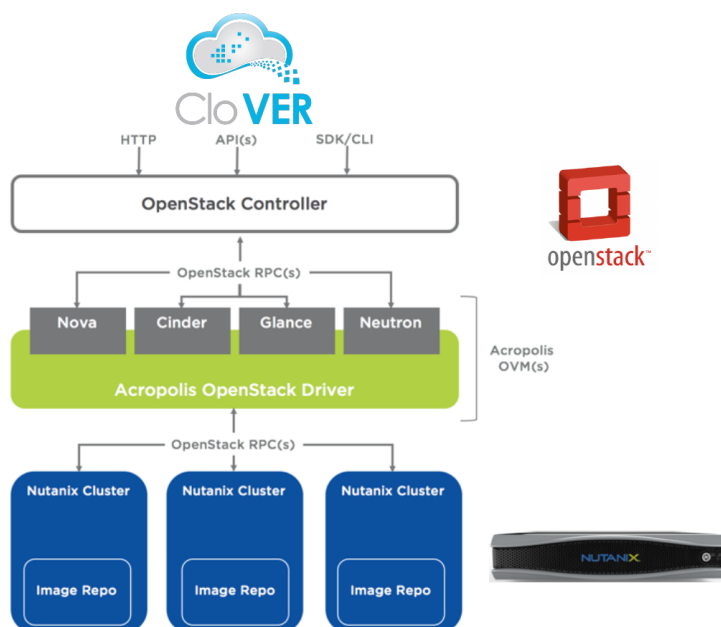 CloVER
HTTP
API(s)
SDK/CLI
OpenStack Controller
openstack™
OpenStack RPC(s)
Nova
Cinder
Glance
Neutron
Acropolis
OVM(s)
Acropolis OpenStack Driver
OpenStack RPC(s)
Nutanix Cluster
Nutanix Cluster
Nutanix Cluster
NUTANIX
Image Repo
Image Repo
Image Repo